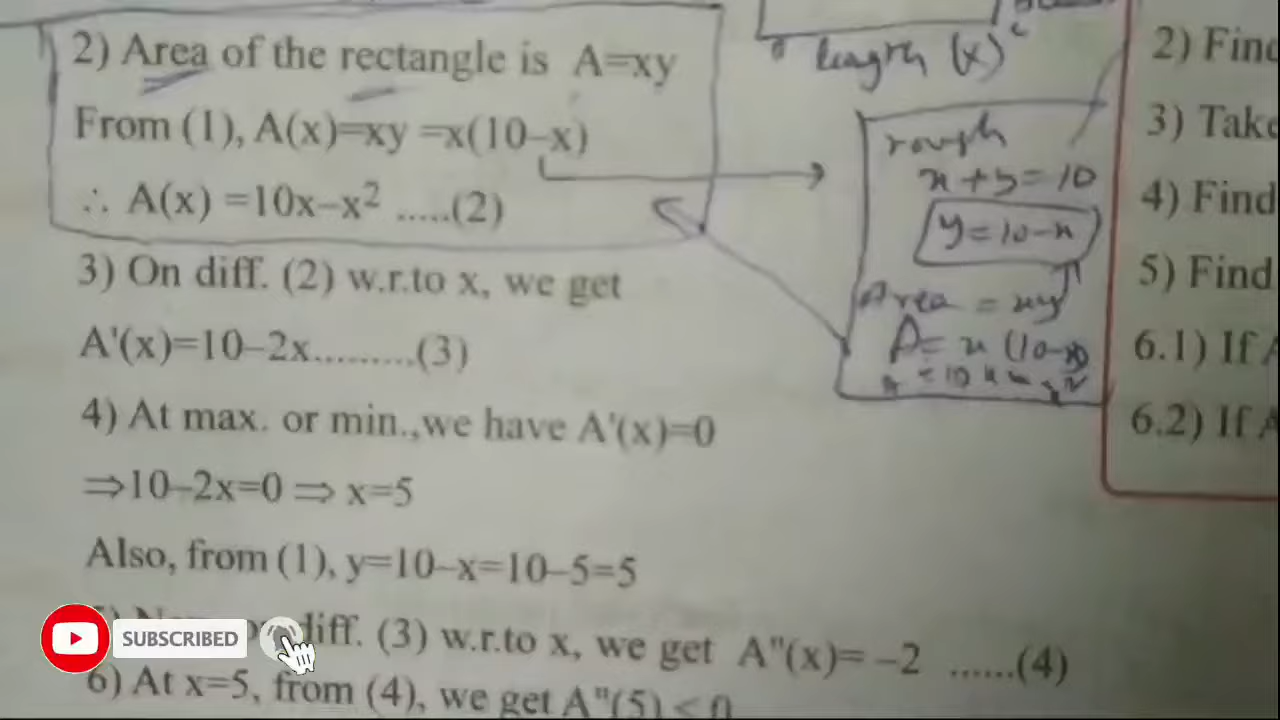 2) Area of the rectangle is A=xy
From (1), A(x)=xy =x(10–x)
∴ A(x) =10x–x² .....(2)
3) On diff. (2) w.r.to x, we get
A'(x)=10–2x.........(3)
4) At max. or min.,we have A'(x)=0
⇒10–2x=0 ⇒ x=5
Also, from (1), y=10–x=10–5=5
diff. (3) w.r.to x, we get A"(x)= –2 ......(4)
6) At x=5, from (4), we get A"(5) < 0
length (x)
rough
x + y = 10
y = 10 - x
Area = xy
A = x (10-x)
2) Find
3) Take
4) Find
5) Find
6.1) If A
6.2) If A
SUBSCRIBED